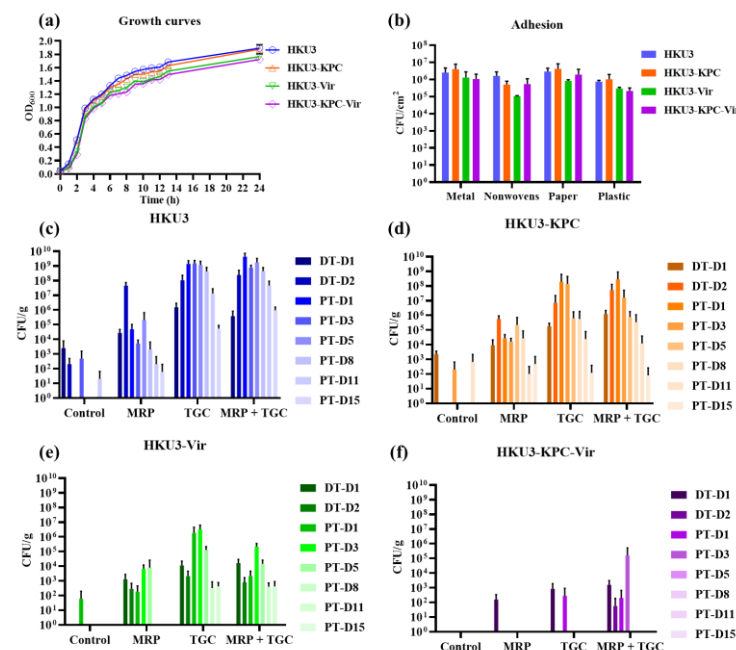 (a) Growth curves
OD600
2.0
1.8
1.6
1.4
1.2
1.0
0.8
0.6
0.4
0.2
0.0
0 2 4 6 8 10 12 14 16 18 20 22 24
Time (h)
HKU3
HKU3-KPC
HKU3-Vir
HKU3-KPC-Vir
(b) Adhesion
CFU/cm2
10^8
10^7
10^6
10^5
10^4
10^3
10^2
10^1
10^0
Metal Nonwovens Paper Plastic
HKU3
HKU3-KPC
HKU3-Vir
HKU3-KPC-Vi
HKU3
(c)
CFU/g
10^10
10^9
10^8
10^7
10^6
10^5
10^4
10^3
10^2
10^1
10^0
Control MRP TGC MRP + TGC
DT-D1
DT-D2
PT-D1
PT-D3
PT-D5
PT-D8
PT-D11
PT-D15
HKU3-KPC
(d)
CFU/g
10^10
10^9
10^8
10^7
10^6
10^5
10^4
10^3
10^2
10^1
10^0
Control MRP TGC MRP + TGC
DT-D1
DT-D2
PT-D1
PT-D3
PT-D5
PT-D8
PT-D11
PT-D15
HKU3-Vir
(e)
CFU/g
10^10
10^9
10^8
10^7
10^6
10^5
10^4
10^3
10^2
10^1
10^0
Control MRP TGC MRP + TGC
DT-D1
DT-D2
PT-D1
PT-D3
PT-D5
PT-D8
PT-D11
PT-D15
HKU3-KPC-Vir
(f)
CFU/g
10^10
10^9
10^8
10^7
10^6
10^5
10^4
10^3
10^2
10^1
10^0
Control MRP TGC MRP + TGC
DT-D1
DT-D2
PT-D1
PT-D3
PT-D5
PT-D8
PT-D11
PT-D15